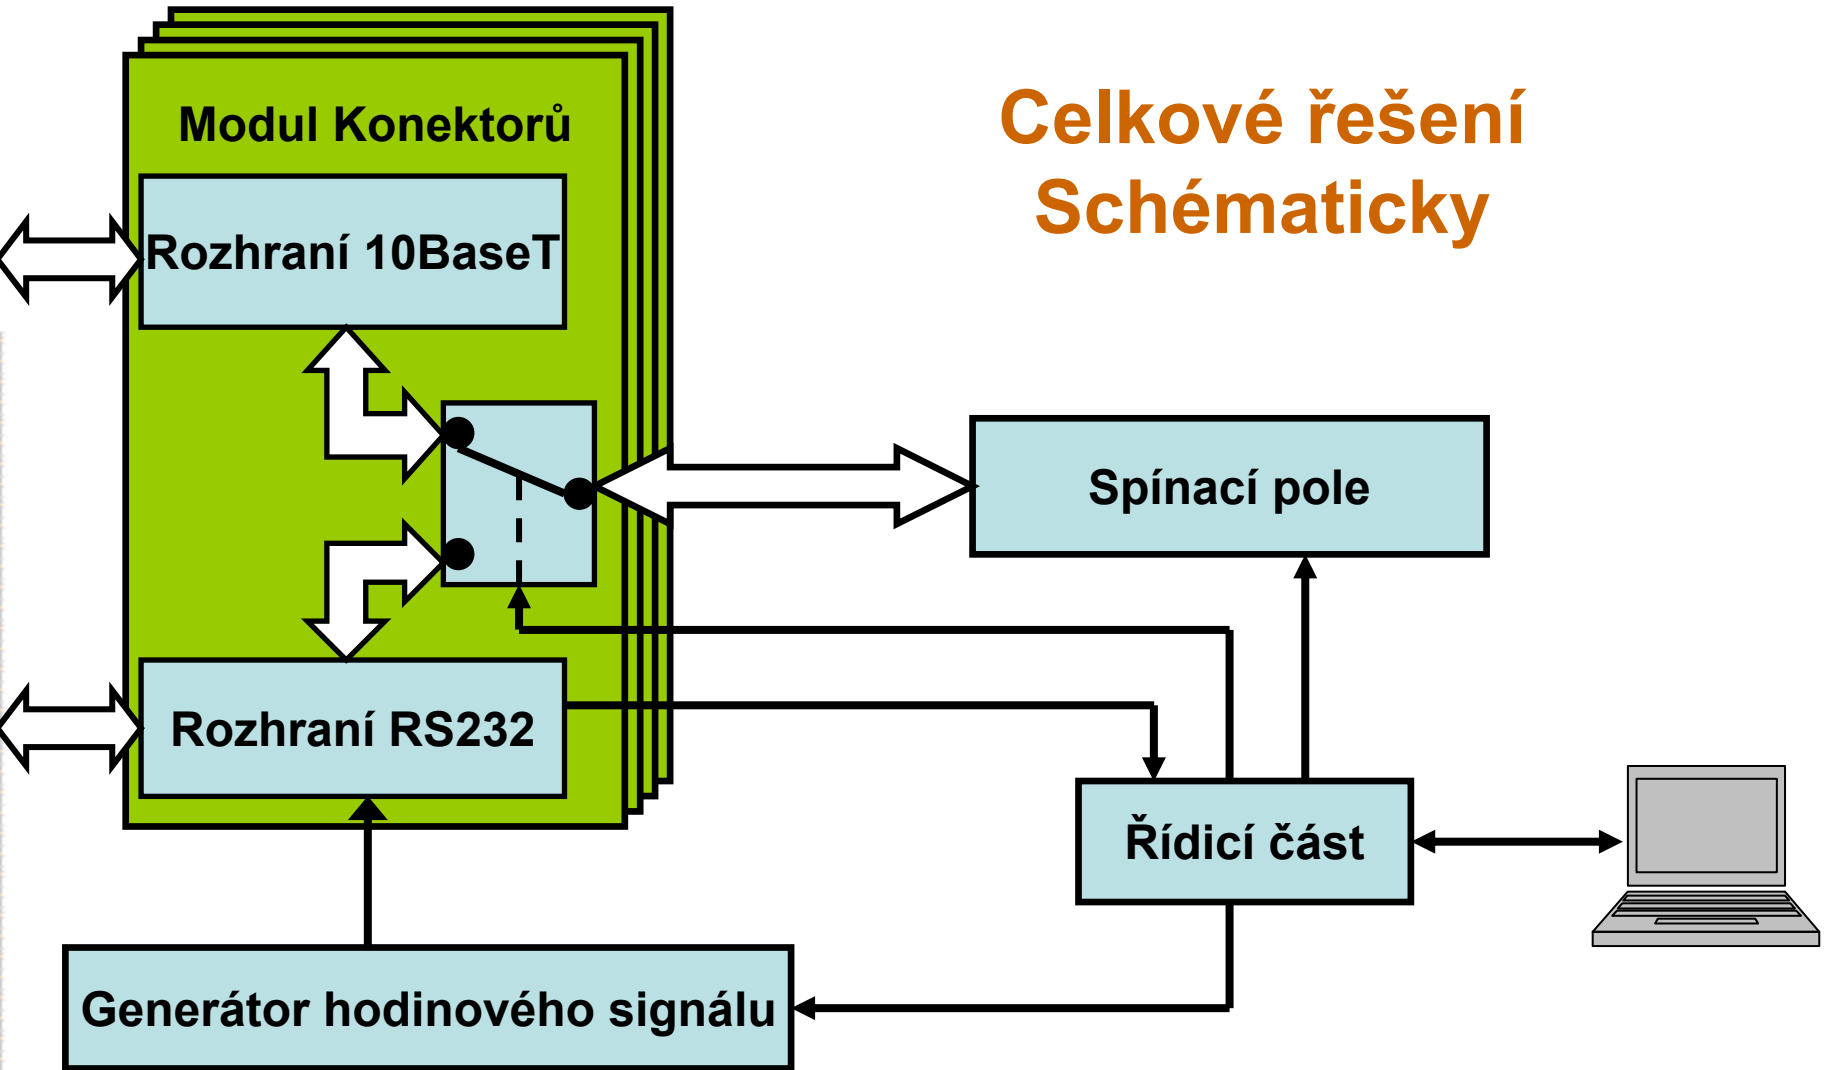 Celkové řešení
Schématicky
Modul Konektorů
Rozhraní 10BaseT
Spínací pole
Rozhraní RS232
Řídicí část
Generátor hodinového signálu